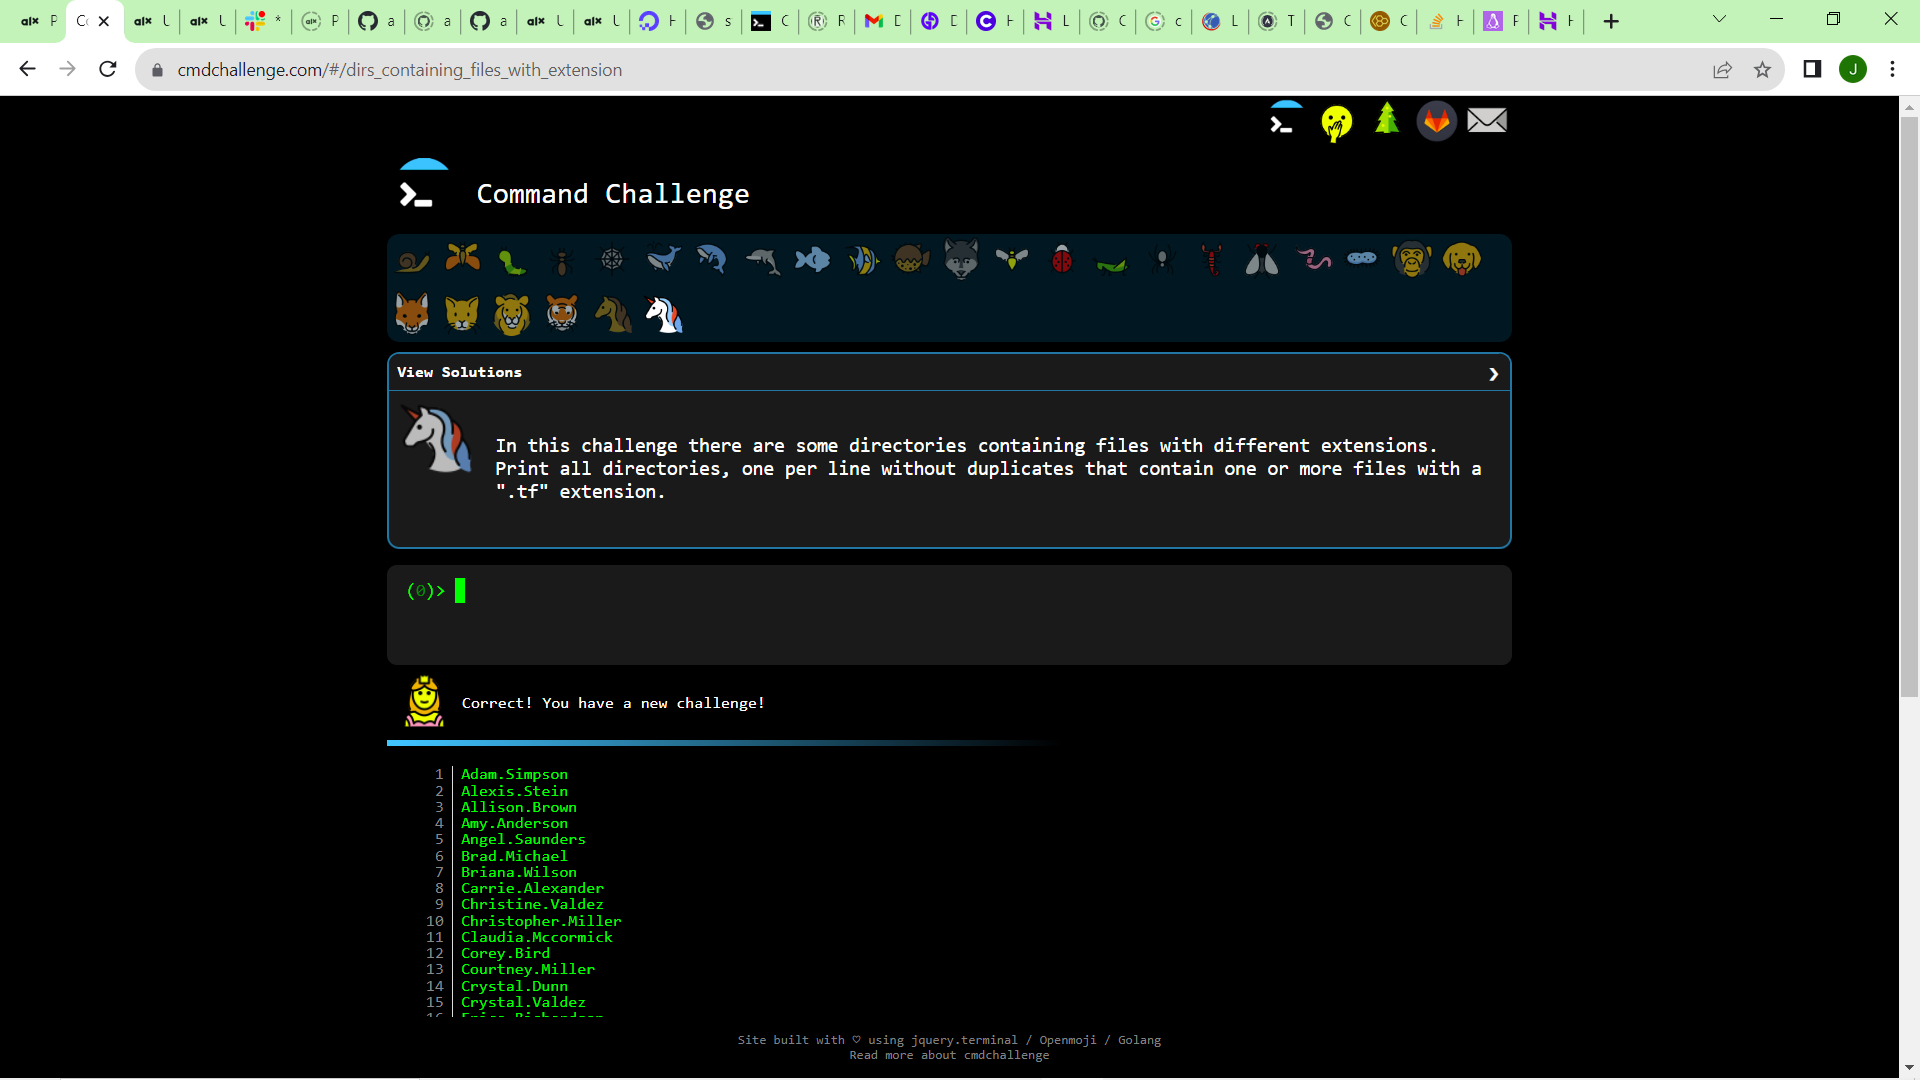 cmdchallenge.com/#/dirs_containing_files_with_extension
J
Command Challenge
View Solutions
In this challenge there are some directories containing files with different extensions.
Print all directories, one per line without duplicates that contain one or more files with a
".tf" extension.
(0)>
Correct! You have a new challenge!
1 Adam.Simpson
2 Alexis.Stein
3 Allison.Brown
4 Amy.Anderson
5 Angel.Saunders
6 Brad.Michael
7 Briana.Wilson
8 Carrie.Alexander
9 Christine.Valdez
10 Christopher.Miller
11 Claudia.Mccormick
12 Corey.Bird
13 Courtney.Miller
14 Crystal.Dunn
15 Crystal.Valdez
Site built with ♡ using jquery.terminal / Openmoji / Golang
Read more about cmdchallenge